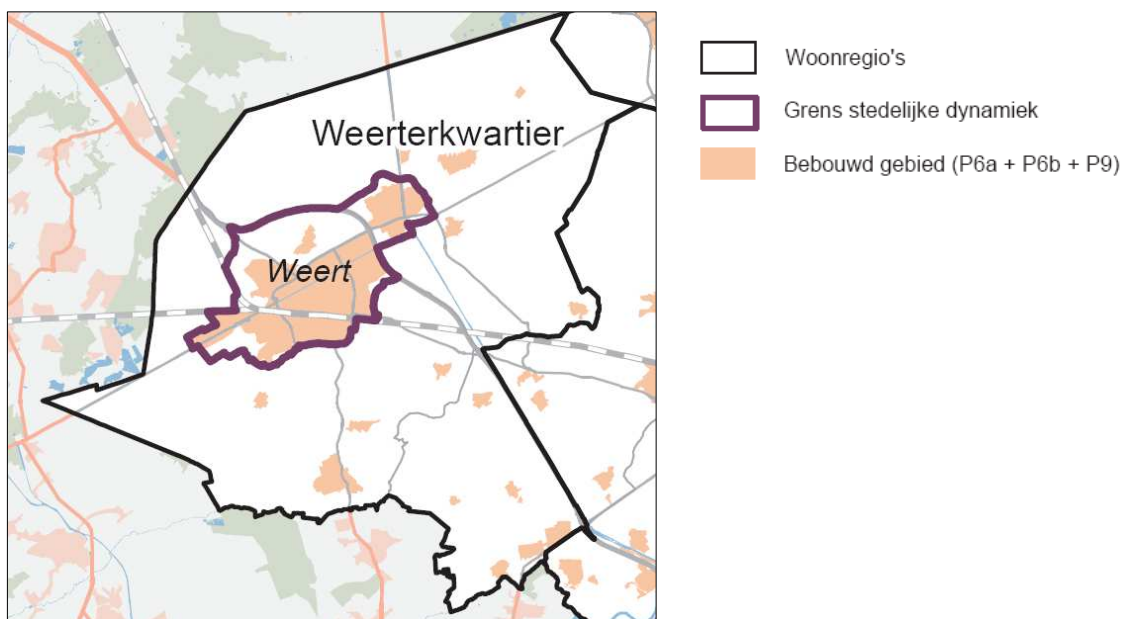 Weerterkwartier
Weert
Woonregio's
Grens stedelijke dynamiek
Bebouwd gebied (P6a + P6b + P9)